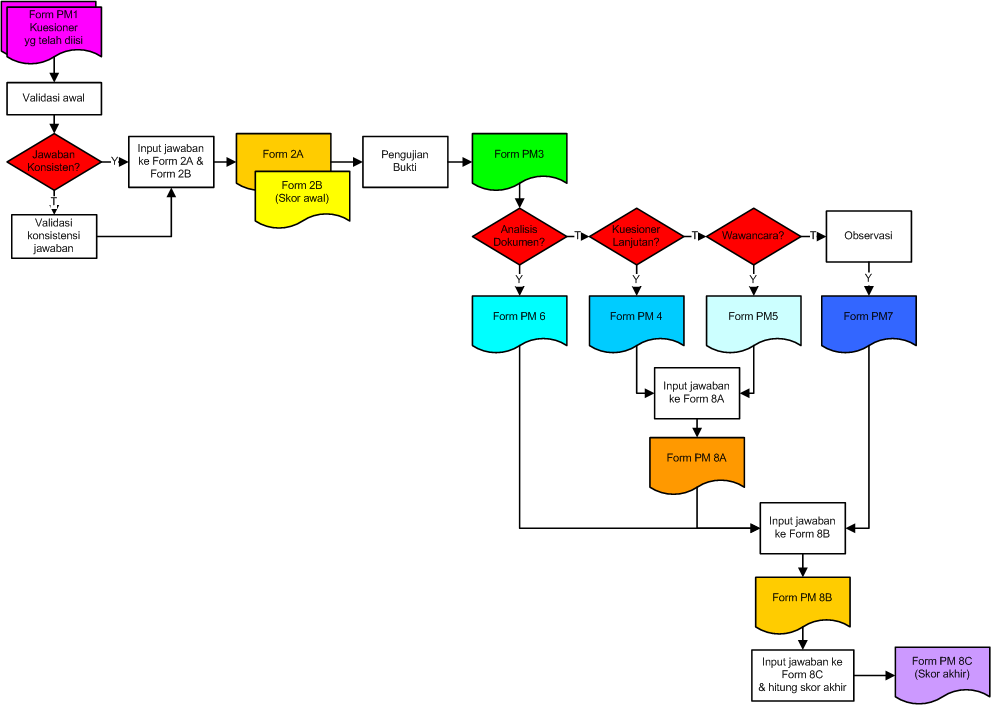 Form PM1
Kuesioner
yg telah diisi
Validasi awal
Jawaban
Konsisten?
Y
T
Validasi
konsistensi
jawaban
Input jawaban
ke Form 2A &
Form 2B
Form 2A
Form 2B
(Skor awal)
Pengujian
Bukti
Form PM3
Analisis
Dokumen?
T
Kuesioner
Lanjutan?
T
Wawancara?
T
Observasi
Y
Y
Y
Y
Form PM 6
Form PM 4
Form PM5
Form PM7
Input jawaban
ke Form 8A
Form PM 8A
Input jawaban
ke Form 8B
Form PM 8B
Input jawaban ke
Form 8C
& hitung skor akhir
Form PM 8C
(Skor akhir)